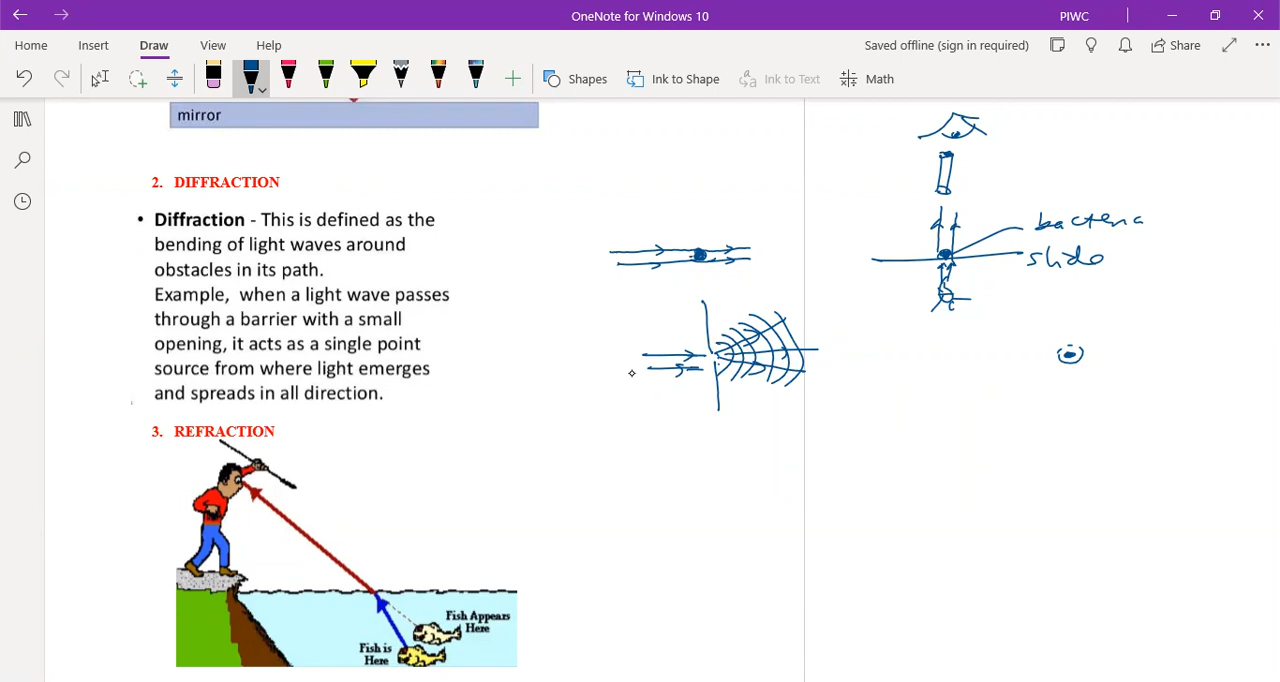 OneNote for Windows 10
PIWC
Home Insert Draw View Help
Saved offline (sign in required)
Share
Shapes
Ink to Shape
Ink to Text
Math
mirror
2. DIFFRACTION
• Diffraction - This is defined as the
bending of light waves around
obstacles in its path.
Example, when a light wave passes
through a barrier with a small
opening, it acts as a single point
source from where light emerges
and spreads in all direction.
3. REFRACTION
Fish Appears
Here
Fish is
Here
bacteria
slide